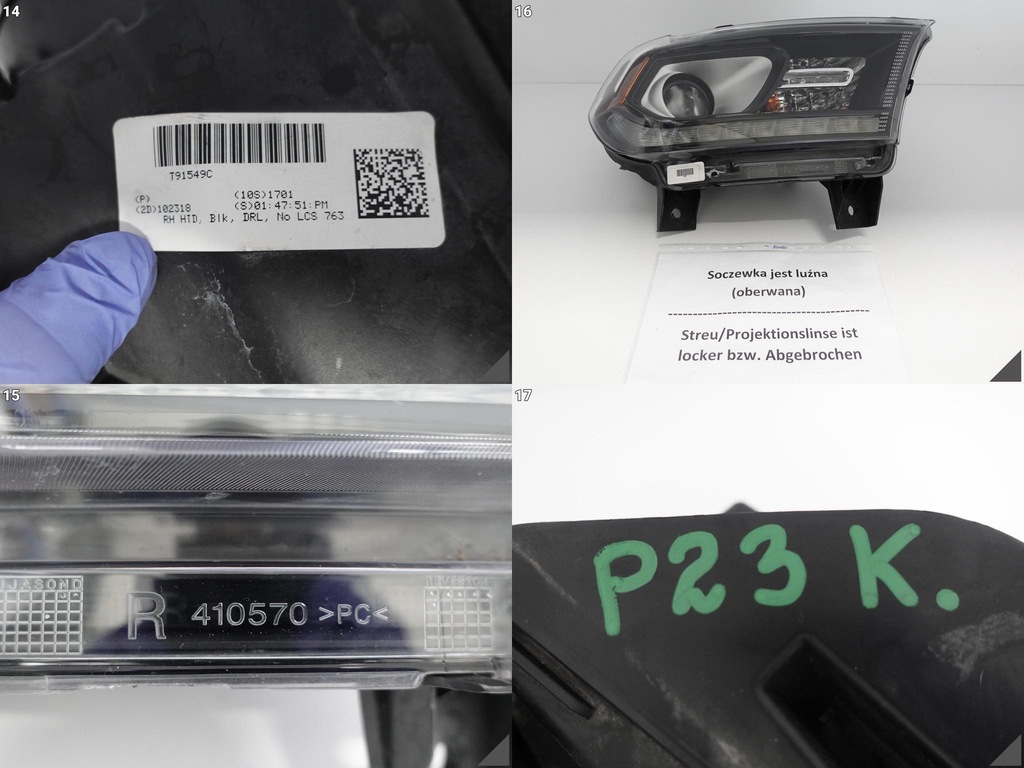 14
T91549C
(P)
(10S)1701
(2D)102318
(S)01:47:51:PM
RH HID, Blk, DRL, No LCS 763
16
Soczewka jest luźna
(oberwana)
Streu/Projektionslinse ist
locker bzw. Abgebrochen
15
JJASOND
R 410570 >PC<
17
P23 K.